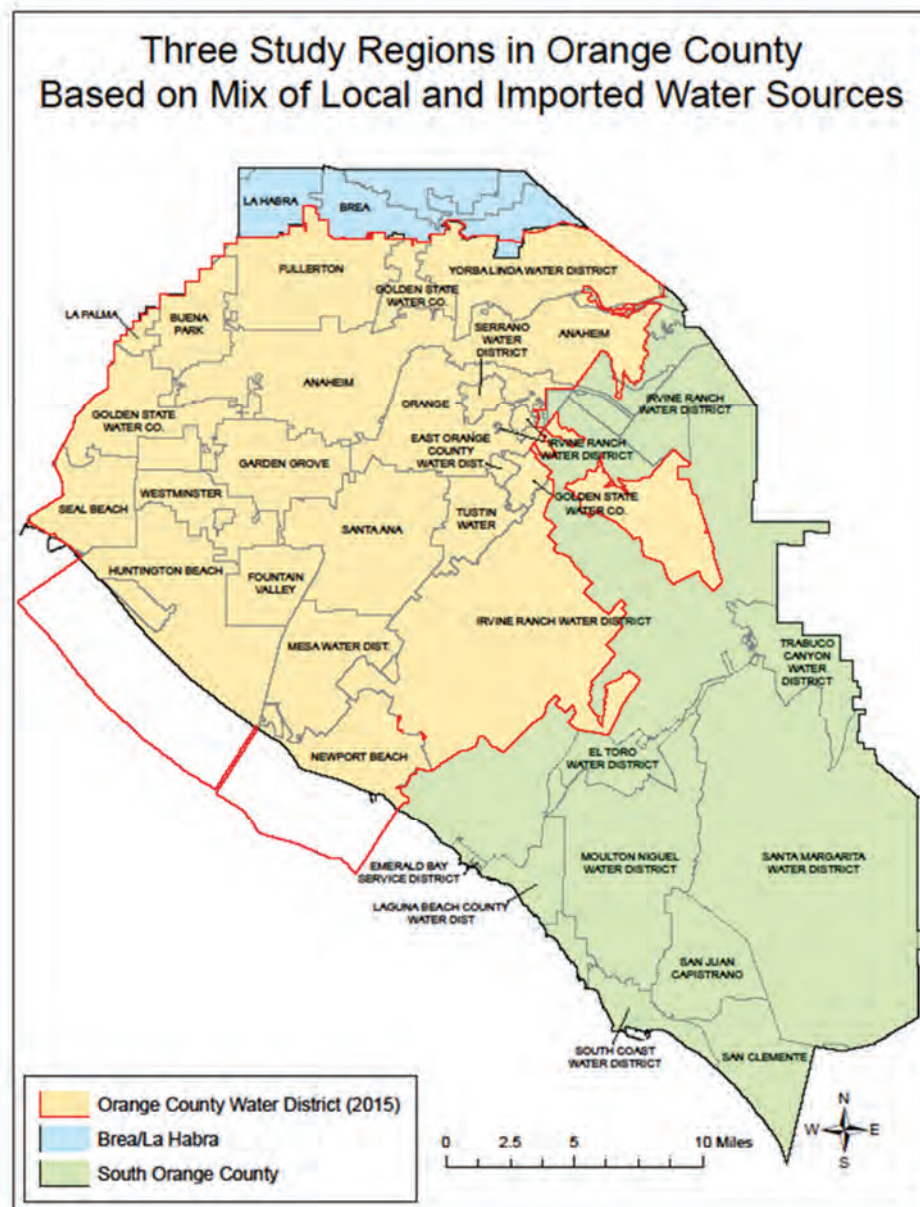 Three Study Regions in Orange County
Based on Mix of Local and Imported Water Sources
LA HABRA
BREA
FULLERTON
YORBA LINDA WATER DISTRICT
GOLDEN STATE
WATER CO.
LA PALMA
BUENA
PARK
SERRANO
WATER
DISTRICT
ANAHEIM
ANAHEIM
ORANGE
IRVINE RANCH
WATER DISTRICT
GOLDEN STATE
WATER CO.
EAST ORANGE
COUNTY
WATER DIST.
IRVINE RANCH
WATER DISTRICT
GARDEN GROVE
WESTMINSTER
GOLDEN STATE
WATER CO.
SEAL BEACH
SANTA ANA
TUSTIN
WATER
HUNTINGTON BEACH
FOUNTAIN
VALLEY
IRVINE RANCH WATER DISTRICT
MESA WATER DIST.
TRABUCO
CANYON
WATER
DISTRICT
NEWPORT BEACH
EL TORO
WATER DISTRICT
EMERALD BAY
SERVICE DISTRICT
MOULTON NIGUEL
WATER DISTRICT
SANTA MARGARITA
WATER DISTRICT
LAGUNA BEACH COUNTY
WATER DIST
SAN JUAN
CAPISTRANO
SOUTH COAST
WATER DISTRICT
SAN CLEMENTE
Orange County Water District (2015)
Brea/La Habra
South Orange County
0 2.5 5 10 Miles
N
W E
S